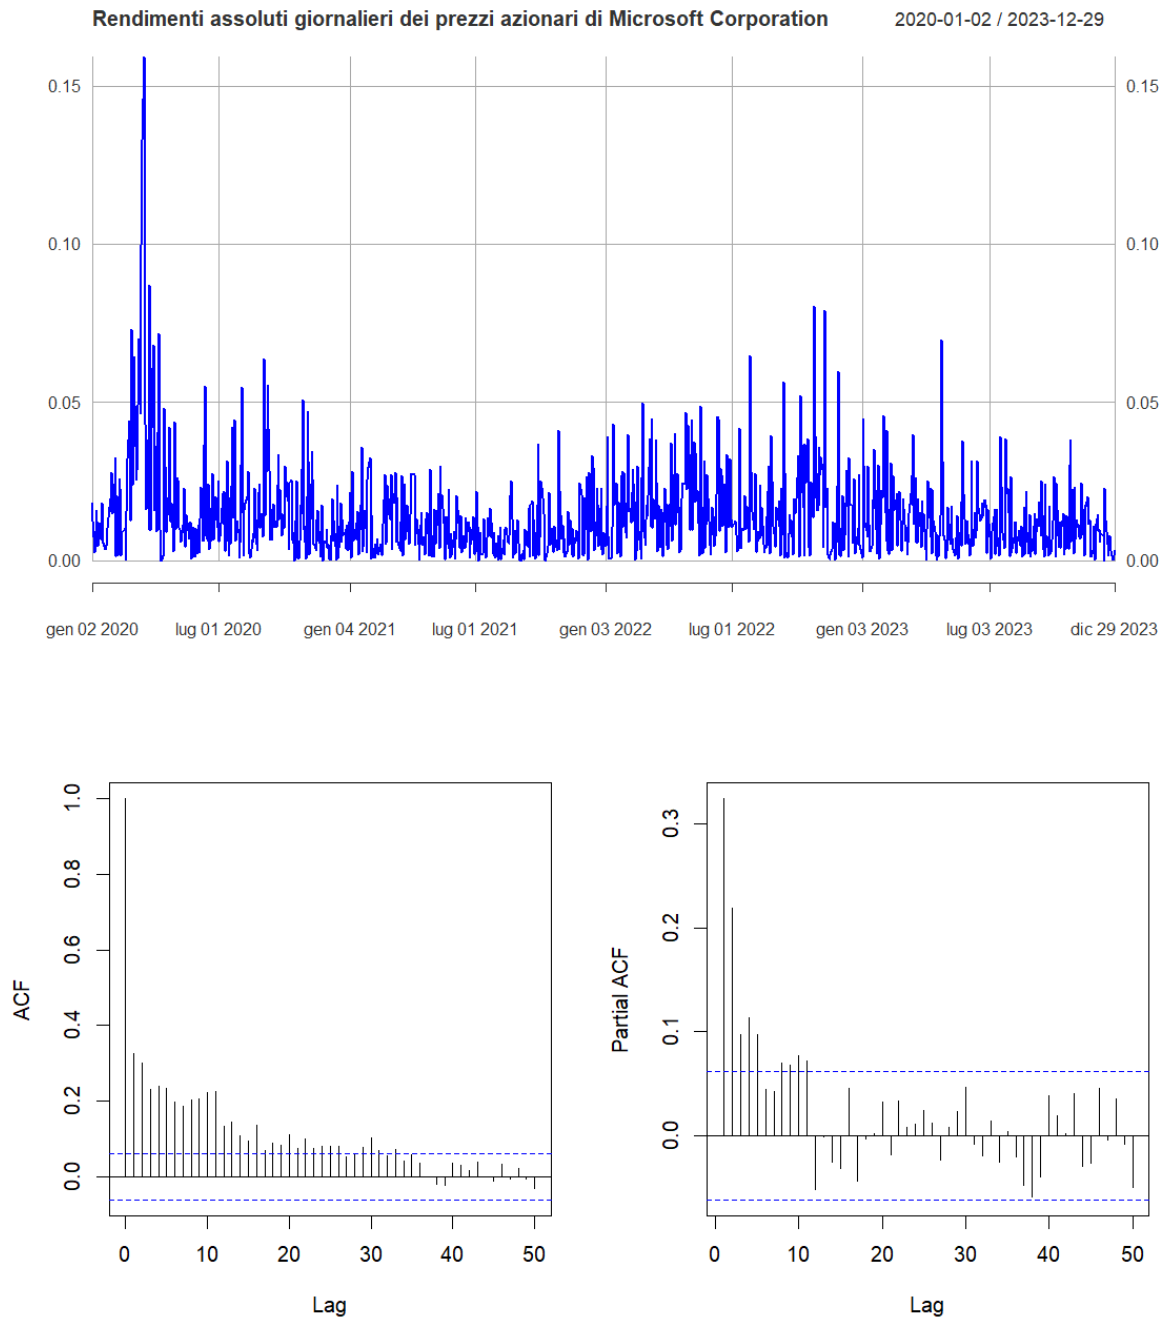 Rendimenti assoluti giornalieri dei prezzi azionari di Microsoft Corporation 2020-01-02 / 2023-12-29
0.15 0.15
0.10 0.10
0.05 0.05
0.00 0.00
gen 02 2020 lug 01 2020 gen 04 2021 lug 01 2021 gen 03 2022 lug 01 2022 gen 03 2023 lug 03 2023 dic 29 2023
ACF
1.0
0.8
0.6
0.4
0.2
0.0
0 10 20 30 40 50
Lag
Partial ACF
0.3
0.2
0.1
0.0
0 10 20 30 40 50
Lag